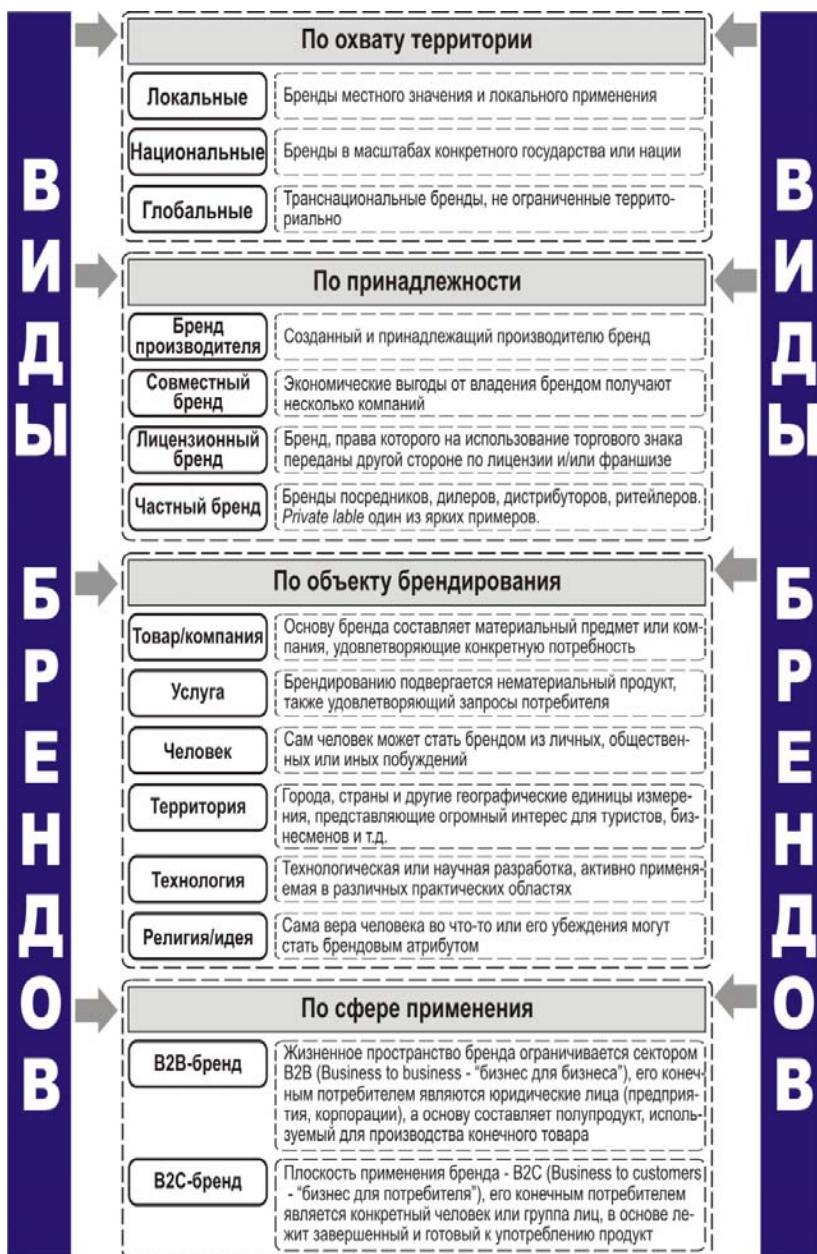 ВИДЫ БРЕНДОВ
По охвату территории
Локальные
Бренды местного значения и локального применения
Национальные
Бренды в масштабах конкретного государства или нации
Глобальные
Транснациональные бренды, не ограниченные террито-
риально
По принадлежности
Бренд
производителя
Созданный и принадлежащий производителю бренд
Совместный
бренд
Экономические выгоды от владения брендом получают
несколько компаний
Лицензионный
бренд
Бренд, права которого на использование торгового знака
переданы другой стороне по лицензии и/или франшизе
Частный бренд
Бренды посредников, дилеров, дистрибуторов, ритейлеров.
Private lable один из ярких примеров.
По объекту брендирования
Товар/компания
Основу бренда составляет материальный предмет или ком-
пания, удовлетворяющие конкретную потребность
Услуга
Брендированию подвергается нематериальный продукт,
также удовлетворяющий запросы потребителя
Человек
Сам человек может стать брендом из личных, обществен-
ных или иных побуждений
Территория
Города, страны и другие географические единицы измере-
ния, представляющие огромный интерес для туристов, биз-
несменов и т.д.
Технология
Технологическая или научная разработка, активно применя-
емая в различных практических областях
Религия/идея
Сама вера человека во что-то или его убеждения могут
стать брендовым атрибутом
По сфере применения
B2B-бренд
Жизненное пространство бренда ограничивается сектором
B2B (Business to business - “бизнес для бизнеса”), его конеч-
ным потребителем являются юридические лица (предприя-
тия, корпорации), а основу составляет полупродукт, исполь-
зуемый для производства конечного товара
B2C-бренд
Плоскость применения бренда - B2C (Business to customers
- “бизнес для потребителя”), его конечным потребителем
является конкретный человек или группа лиц, в основе ле-
жит завершенный и готовый к употреблению продукт
ВИДЫ БРЕНДОВ